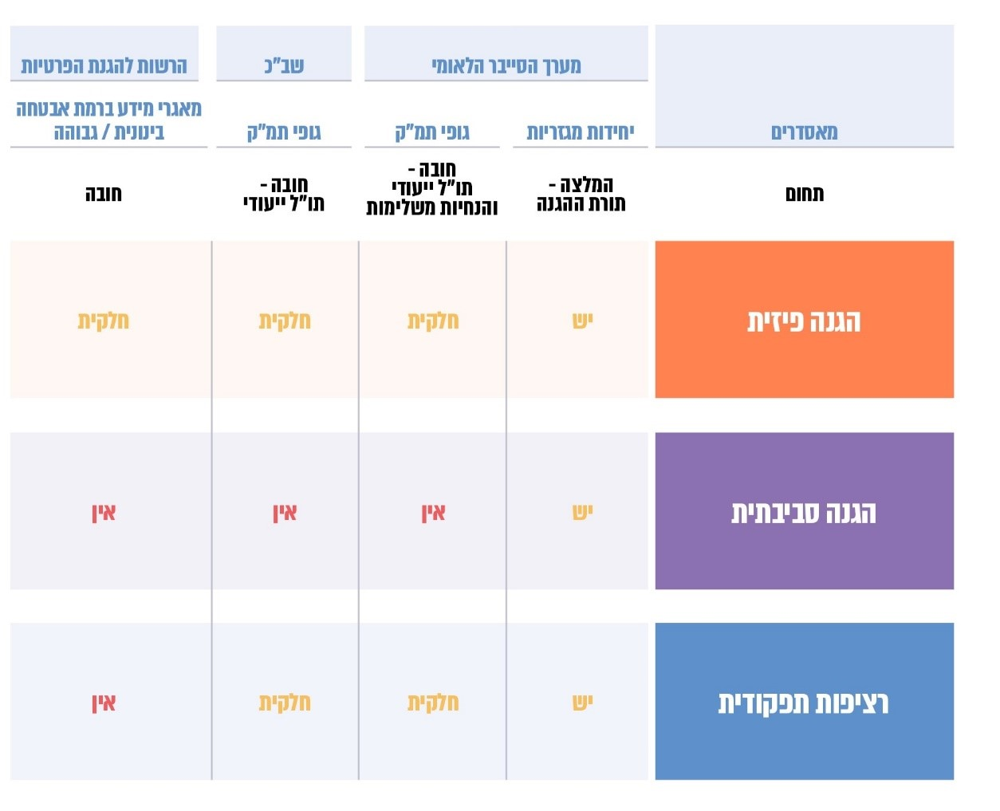 מערך הסייבר הלאומי
שב"כ
הרשות להגנת הפרטיות
מאסדרים
יחידות מגזריות
גופי תמ"ק
גופי תמ"ק
מאגרי מידע ברמת אבטחה
בינונית / גבוהה
תחום
המלצה -
תורת ההגנה
חובה -
תו"ל ייעודי
והנחיות משלימות
חובה -
תו"ל ייעודי
חובה
הגנה פיזית
יש
חלקית
חלקית
חלקית
הגנה סביבתית
יש
אין
אין
אין
רציפות תפקודית
יש
חלקית
חלקית
אין